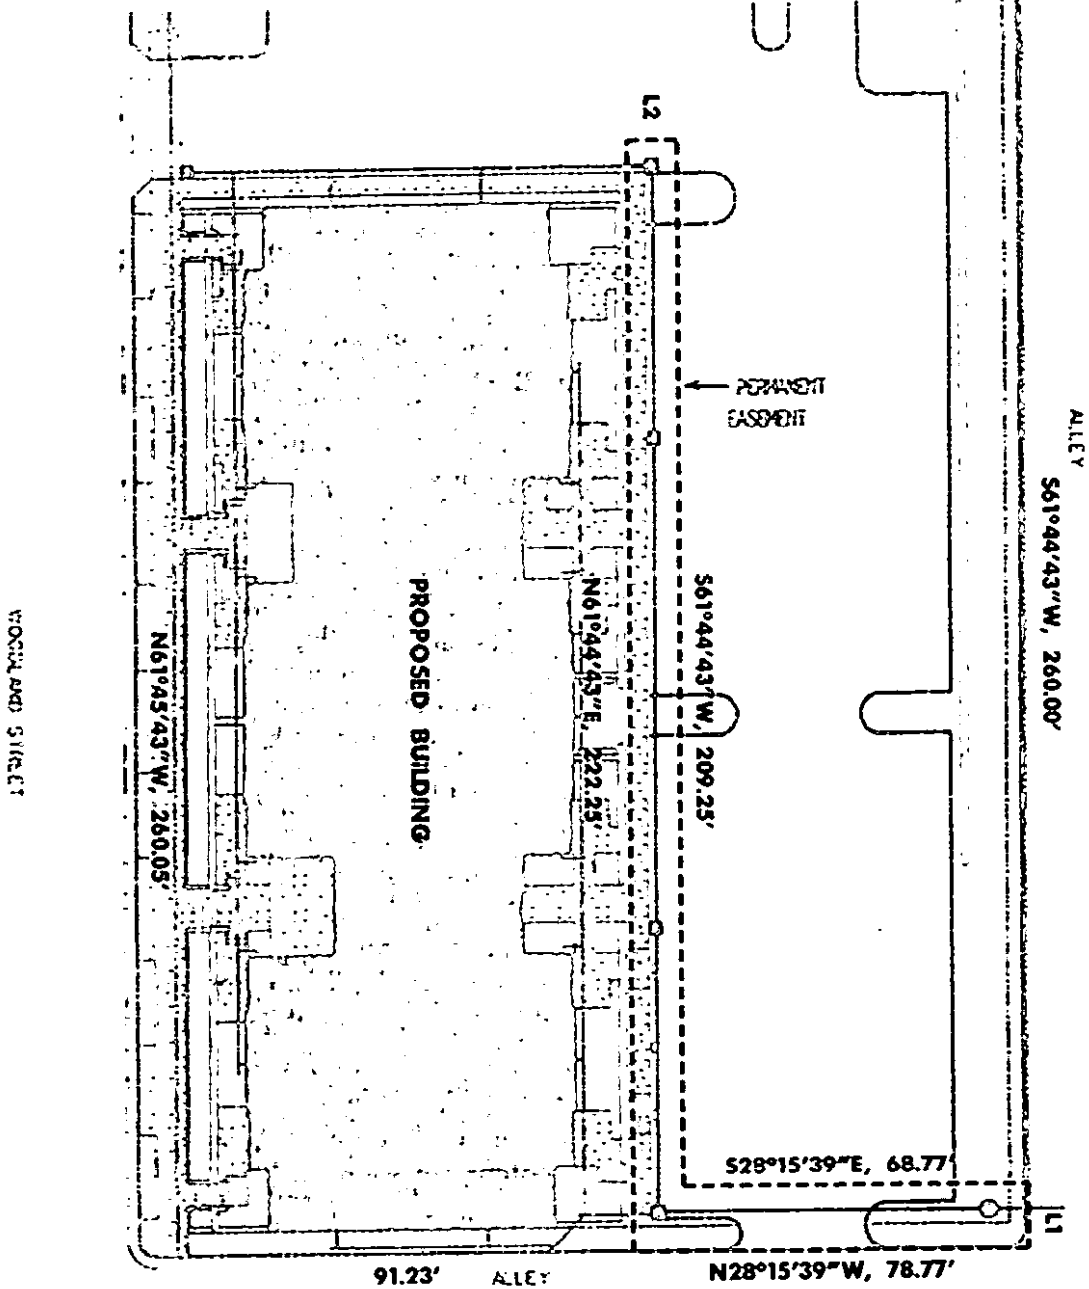 L2
PERMANENT
EASEMENT
ALLEY
S61°44'43"W, 260.00'
S61°44'43"W, 209.25'
N61°44'43"E, 222.25'
PROPOSED BUILDING
N61°45'43"W, 260.05'
WOODLAND STREET
S28°15'39"E, 68.77'
L1
N28°15'39"W, 78.77'
91.23'
ALLEY